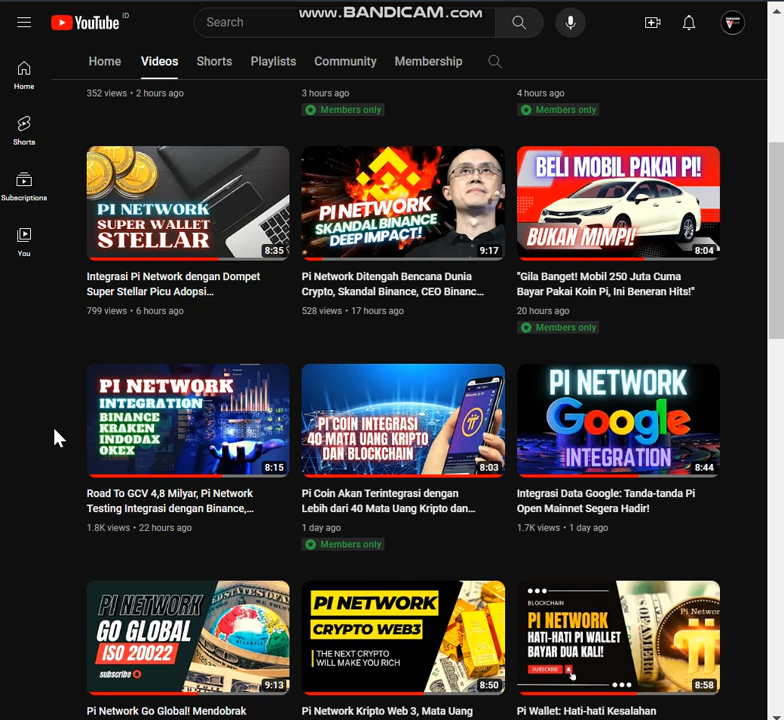 YouTube ID
Search
www.BANDICAM.com
Home
Videos
Shorts
Playlists
Community
Membership
Home
Shorts
Subscriptions
You
352 views • 2 hours ago
3 hours ago
Members only
4 hours ago
Members only
PI NETWORK
SUPER WALLET
STELLAR
8:35
Integrasi Pi Network dengan Dompet
Super Stellar Picu Adopsi...
799 views • 6 hours ago
PI NETWORK
SKANDAL BINANCE
DEEP IMPACT!
9:17
Pi Network Ditengah Bencana Dunia
Crypto, Skandal Binance, CEO Binanc...
528 views • 17 hours ago
BELI MOBIL PAKAI PI!
BUKAN MIMPI!
8:04
"Gila Banget! Mobil 250 Juta Cuma
Bayar Pakai Koin Pi, Ini Beneran Hits!"
20 hours ago
Members only
PI NETWORK
INTEGRATION
BINANCE
KRAKEN
INDODAX
OKEX
8:15
Road To GCV 4,8 Milyar, Pi Network
Testing Integrasi dengan Binance,...
1.8K views • 22 hours ago
PI COIN INTEGRASI
40 MATA UANG KRIPTO
DAN BLOCKCHAIN
8:03
Pi Coin Akan Terintegrasi dengan
Lebih dari 40 Mata Uang Kripto dan...
1 day ago
Members only
PI NETWORK
Google
INTEGRATION
8:44
Integrasi Data Google: Tanda-tanda Pi
Open Mainnet Segera Hadir!
1.7K views • 1 day ago
PI NETWORK
GO GLOBAL
ISO 20022
subscribe
9:13
Pi Network Go Global! Mendobrak
PI NETWORK
CRYPTO WEB3
THE NEXT CRYPTO
WILL MAKE YOU RICH
8:50
Pi Network Kripto Web 3, Mata Uang
BLOCKCHAIN
PI NETWORK
HATI-HATI PI WALLET
BAYAR DUA KALI!
SUBSCRIBE
Pi Networ
8:58
Pi Wallet: Hati-hati Kesalahan